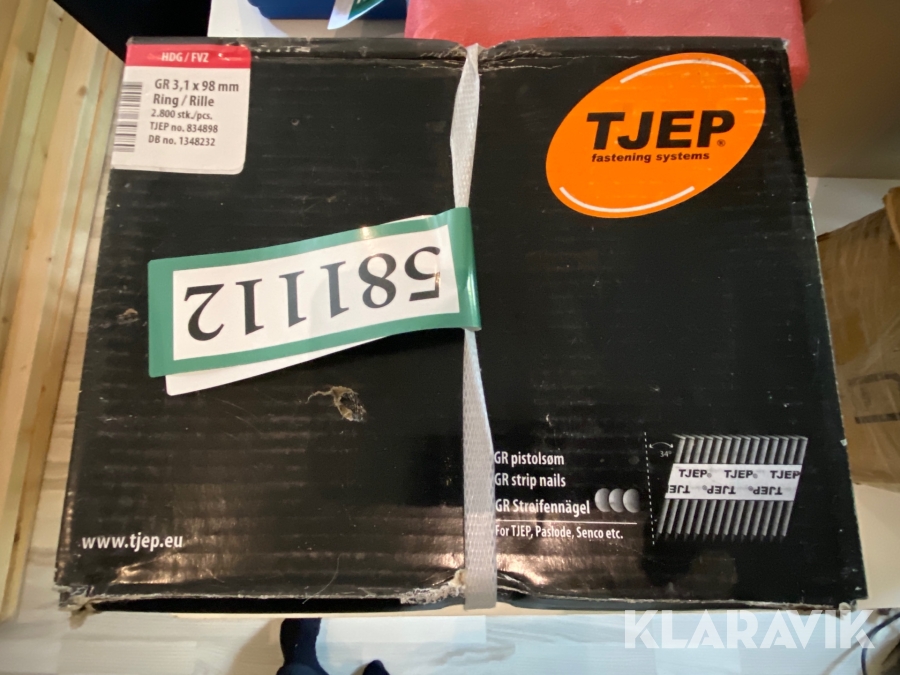 HDG / FVZ
GR 3,1 x 98 mm
Ring / Rille
2.800 stk./pcs.
TJEP no. 834898
DB no. 1348232
TJEP®
fastening systems
581112
GR pistolsøm
GR strip nails
GR Streifennägel
For TJEP, Paslode, Senco etc.
34°
TJEP® TJEP® TJEP
TJEP® TJEP® TJEP
www.tjep.eu
KLARAVIK